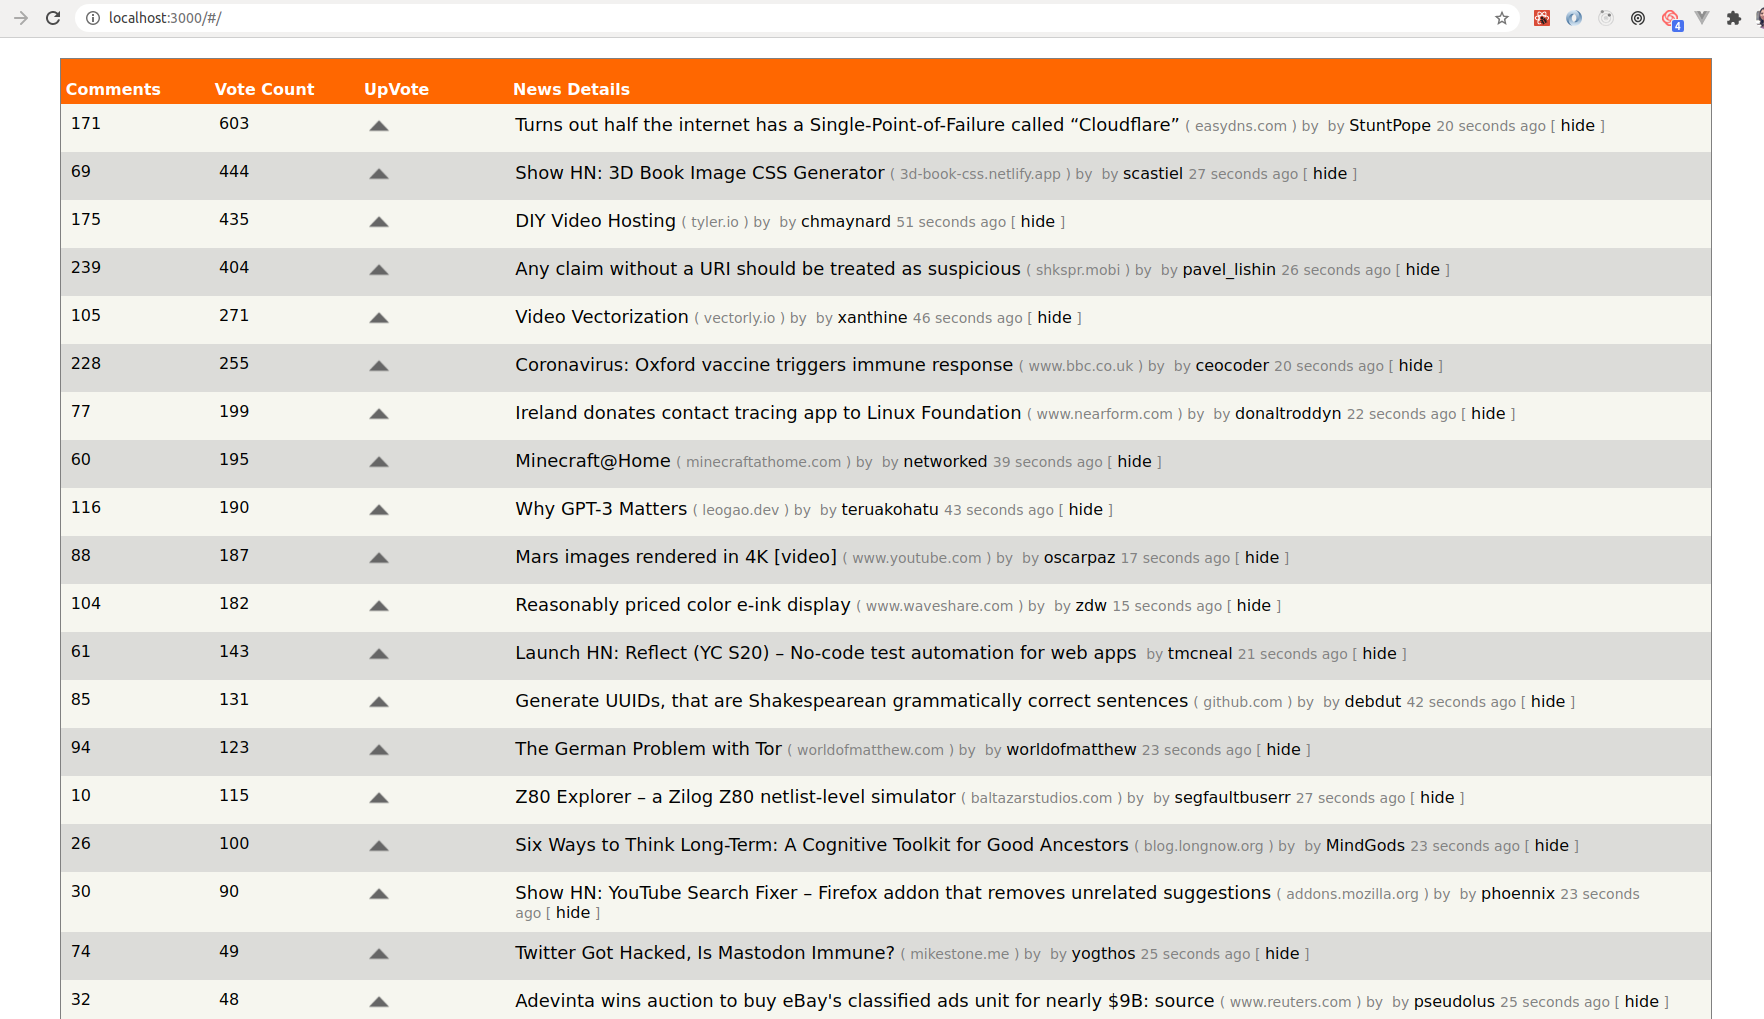 localhost:3000/#/
4
Comments Vote Count UpVote News Details
171 603 Turns out half the internet has a Single-Point-of-Failure called “Cloudflare” ( easydns.com ) by by StuntPope 20 seconds ago [ hide ]
69 444 Show HN: 3D Book Image CSS Generator ( 3d-book-css.netlify.app ) by by scastiel 27 seconds ago [ hide ]
175 435 DIY Video Hosting ( tyler.io ) by by chmaynard 51 seconds ago [ hide ]
239 404 Any claim without a URI should be treated as suspicious ( shkspr.mobi ) by by pavel_lishin 26 seconds ago [ hide ]
105 271 Video Vectorization ( vectorly.io ) by by xanthine 46 seconds ago [ hide ]
228 255 Coronavirus: Oxford vaccine triggers immune response ( www.bbc.co.uk ) by by ceocoder 20 seconds ago [ hide ]
77 199 Ireland donates contact tracing app to Linux Foundation ( www.nearform.com ) by by donaltroddyn 22 seconds ago [ hide ]
60 195 Minecraft@Home ( minecraftathome.com ) by by networked 39 seconds ago [ hide ]
116 190 Why GPT-3 Matters ( leogao.dev ) by by teruakohatu 43 seconds ago [ hide ]
88 187 Mars images rendered in 4K [video] ( www.youtube.com ) by by oscarpaz 17 seconds ago [ hide ]
104 182 Reasonably priced color e-ink display ( www.waveshare.com ) by by zdw 15 seconds ago [ hide ]
61 143 Launch HN: Reflect (YC S20) – No-code test automation for web apps by tmcneal 21 seconds ago [ hide ]
85 131 Generate UUIDs, that are Shakespearean grammatically correct sentences ( github.com ) by by debdut 42 seconds ago [ hide ]
94 123 The German Problem with Tor ( worldofmatthew.com ) by by worldofmatthew 23 seconds ago [ hide ]
10 115 Z80 Explorer – a Zilog Z80 netlist-level simulator ( baltazarstudios.com ) by by segfaultbuserr 27 seconds ago [ hide ]
26 100 Six Ways to Think Long-Term: A Cognitive Toolkit for Good Ancestors ( blog.longnow.org ) by by MindGods 23 seconds ago [ hide ]
30 90 Show HN: YouTube Search Fixer – Firefox addon that removes unrelated suggestions ( addons.mozilla.org ) by by phoennix 23 seconds
ago [ hide ]
74 49 Twitter Got Hacked, Is Mastodon Immune? ( mikestone.me ) by by yogthos 25 seconds ago [ hide ]
32 48 Adevinta wins auction to buy eBay's classified ads unit for nearly $9B: source ( www.reuters.com ) by by pseudolus 25 seconds ago [ hide ]